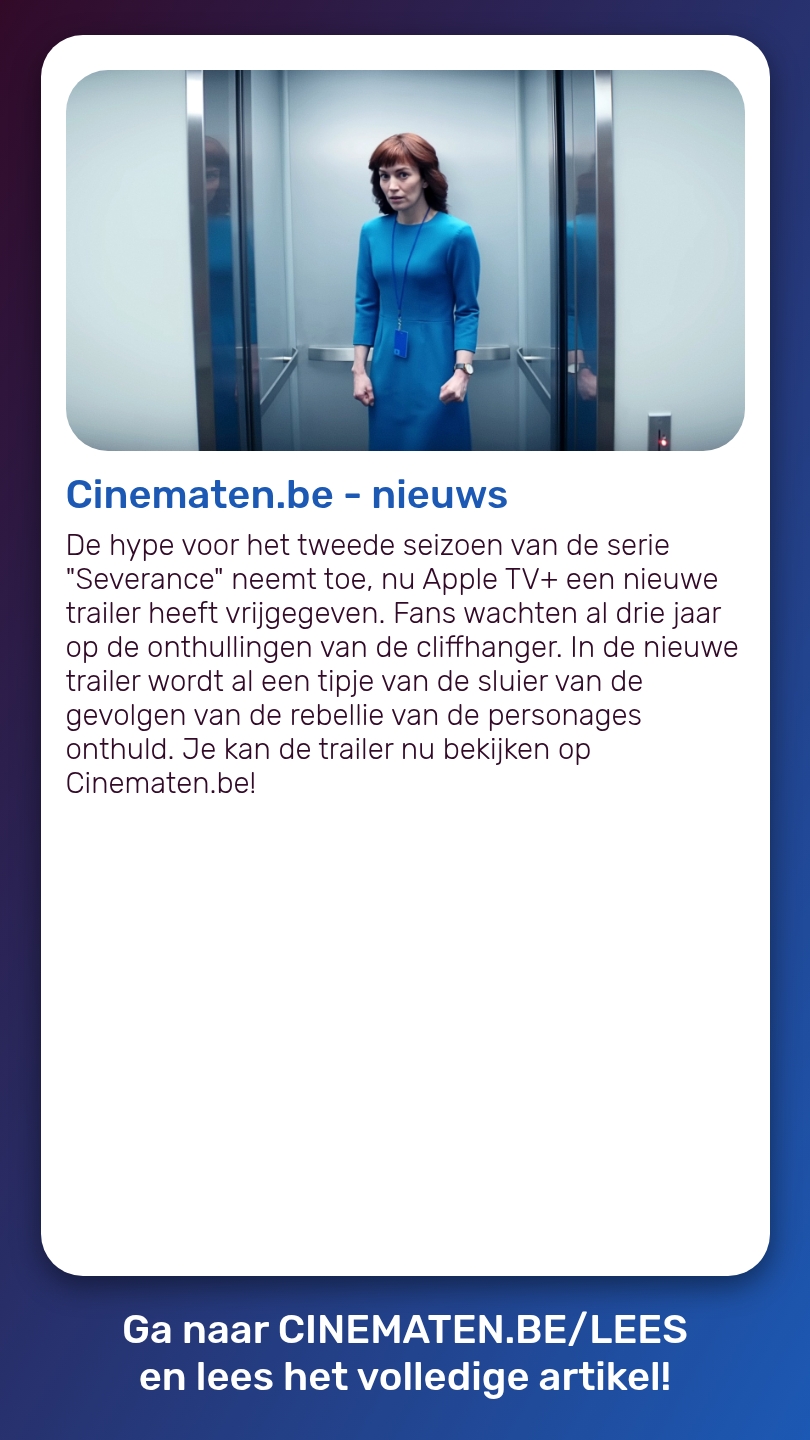 Cinematen.be - nieuws
De hype voor het tweede seizoen van de serie
"Severance" neemt toe, nu Apple TV+ een nieuwe
trailer heeft vrijgegeven. Fans wachten al drie jaar
op de onthullingen van de cliffhanger. In de nieuwe
trailer wordt al een tipje van de sluier van de
gevolgen van de rebellie van de personages
onthuld. Je kan de trailer nu bekijken op
Cinematen.be!
Ga naar CINEMATEN.BE/LEES
en lees het volledige artikel!